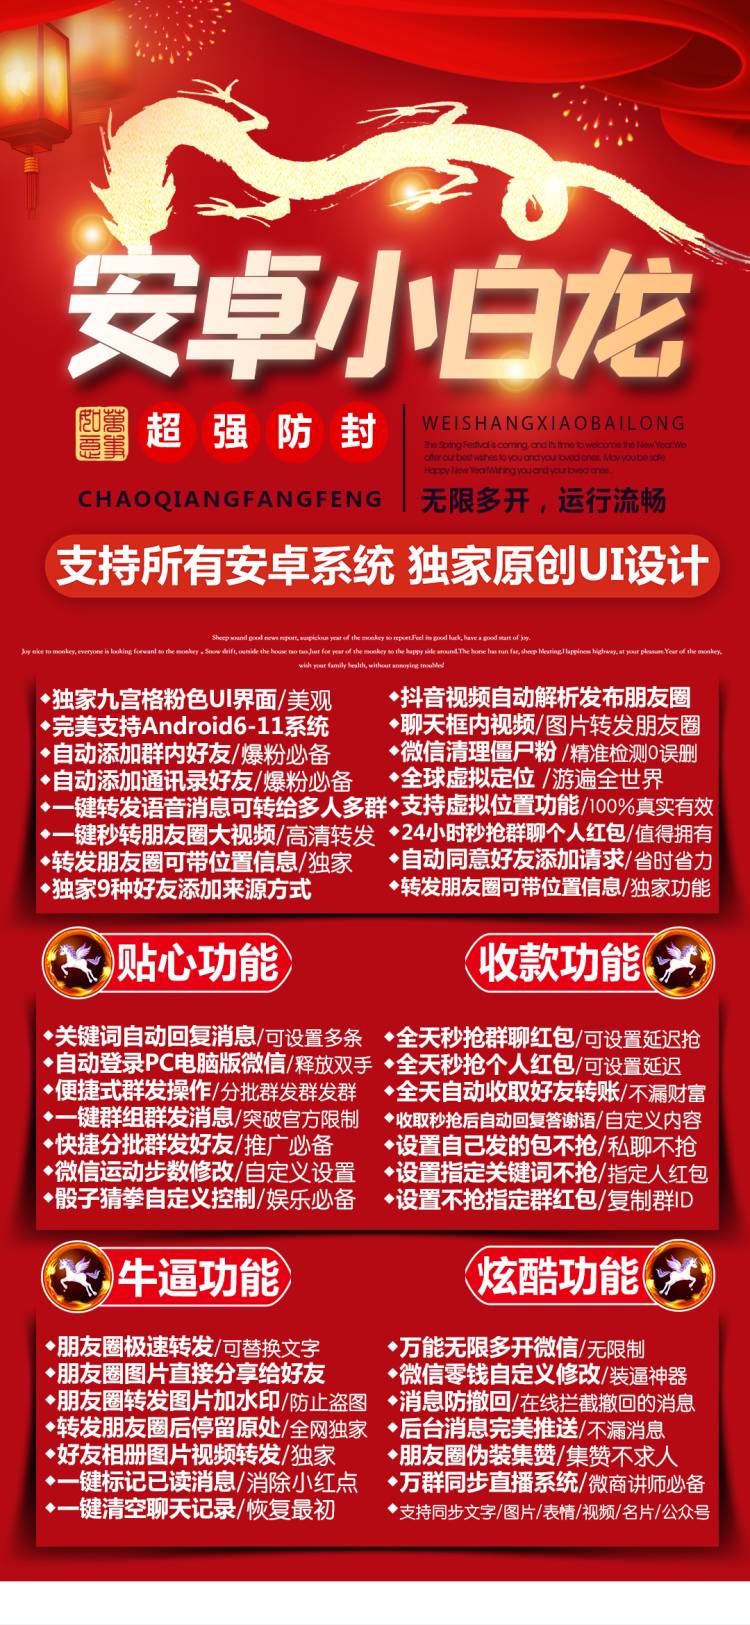 安卓小白龙
萬事如意
超强防封
WEISHANGXIAOBAILONG
The Spring Festival is coming, and it's time to welcome the New Year.We
offer our best wishes to you and your loved ones. May you be safe
Happy New Year!Wishing you and your loved ones.
CHAOQIANGFANGFENG
无限多开，运行流畅
支持所有安卓系统 独家原创UI设计
Sheep sound good news report, auspicious year of the monkey to report.Feel its good luck, have a good start of joy.
Joy nice to monkey, everyone is looking forward to the monkey。Snow drift, outside the house tao tao.Just for year of the monkey to the happy side around.The horse has run far, sheep bleating.Happiness highway, at your pleasure.Year of the monkey,
wish your family health, without annoying troubles!
◆独家九宫格粉色UI界面/美观
◆完美支持Android6-11系统
◆自动添加群内好友/爆粉必备
◆自动添加通讯录好友/爆粉必备
◆一键转发语音消息可转给多人多群
◆一键秒转朋友圈大视频/高清转发
◆转发朋友圈可带位置信息/独家
◆独家9种好友添加来源方式
◆抖音视频自动解析发布朋友圈
◆聊天框内视频/图片转发朋友圈
◆微信清理僵尸粉/精准检测0误删
◆全球虚拟定位/游遍全世界
◆支持虚拟位置功能/100%真实有效
◆24小时秒抢群聊个人红包/值得拥有
◆自动同意好友添加请求/省时省力
◆转发朋友圈可带位置信息/独家功能
贴心功能
◆关键词自动回复消息/可设置多条
◆自动登录PC电脑版微信/释放双手
◆便捷式群发操作/分批群发群发群
◆一键群组群发消息/突破官方限制
◆快捷分批群发好友/推广必备
◆微信运动步数修改/自定义设置
◆骰子猜拳自定义控制/娱乐必备
收款功能
◆全天秒抢群聊红包/可设置延迟抢
◆全天秒抢个人红包/可设置延迟
◆全天自动收取好友转账/不漏财富
◆收取秒抢后自动回复答谢语/自定义内容
◆设置自己发的包不抢/私聊不抢
◆设置指定关键词不抢/指定人红包
◆设置不抢指定群红包/复制群ID
牛逼功能
◆朋友圈极速转发/可替换文字
◆朋友圈图片直接分享给好友
◆朋友圈转发图片加水印/防止盗图
◆转发朋友圈后停留原处/全网独家
◆好友相册图片视频转发/独家
◆一键标记已读消息/消除小红点
◆一键清空聊天记录/恢复最初
炫酷功能
◆万能无限多开微信/无限制
◆微信零钱自定义修改/装逼神器
◆消息防撤回/在线拦截撤回的消息
◆后台消息完美推送/不漏消息
◆朋友圈伪装集赞/集赞不求人
◆万群同步直播系统/微商讲师必备
◆支持同步文字/图片/表情/视频/名片/公众号